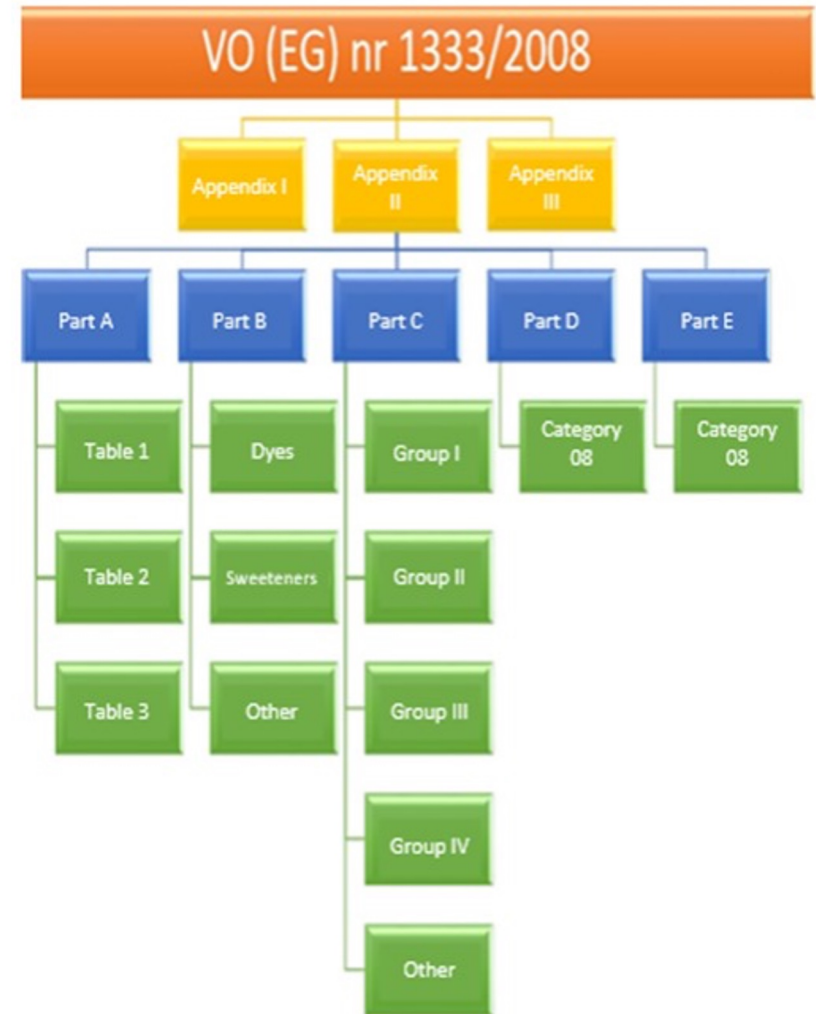 VO (EG) nr 1333/2008
Appendix I
Appendix
II
Appendix
III
Part A
Part B
Part C
Part D
Part E
Table 1
Dyes
Group I
Category
08
Category
08
Table 2
Sweeteners
Group II
Table 3
Other
Group III
Group IV
Other